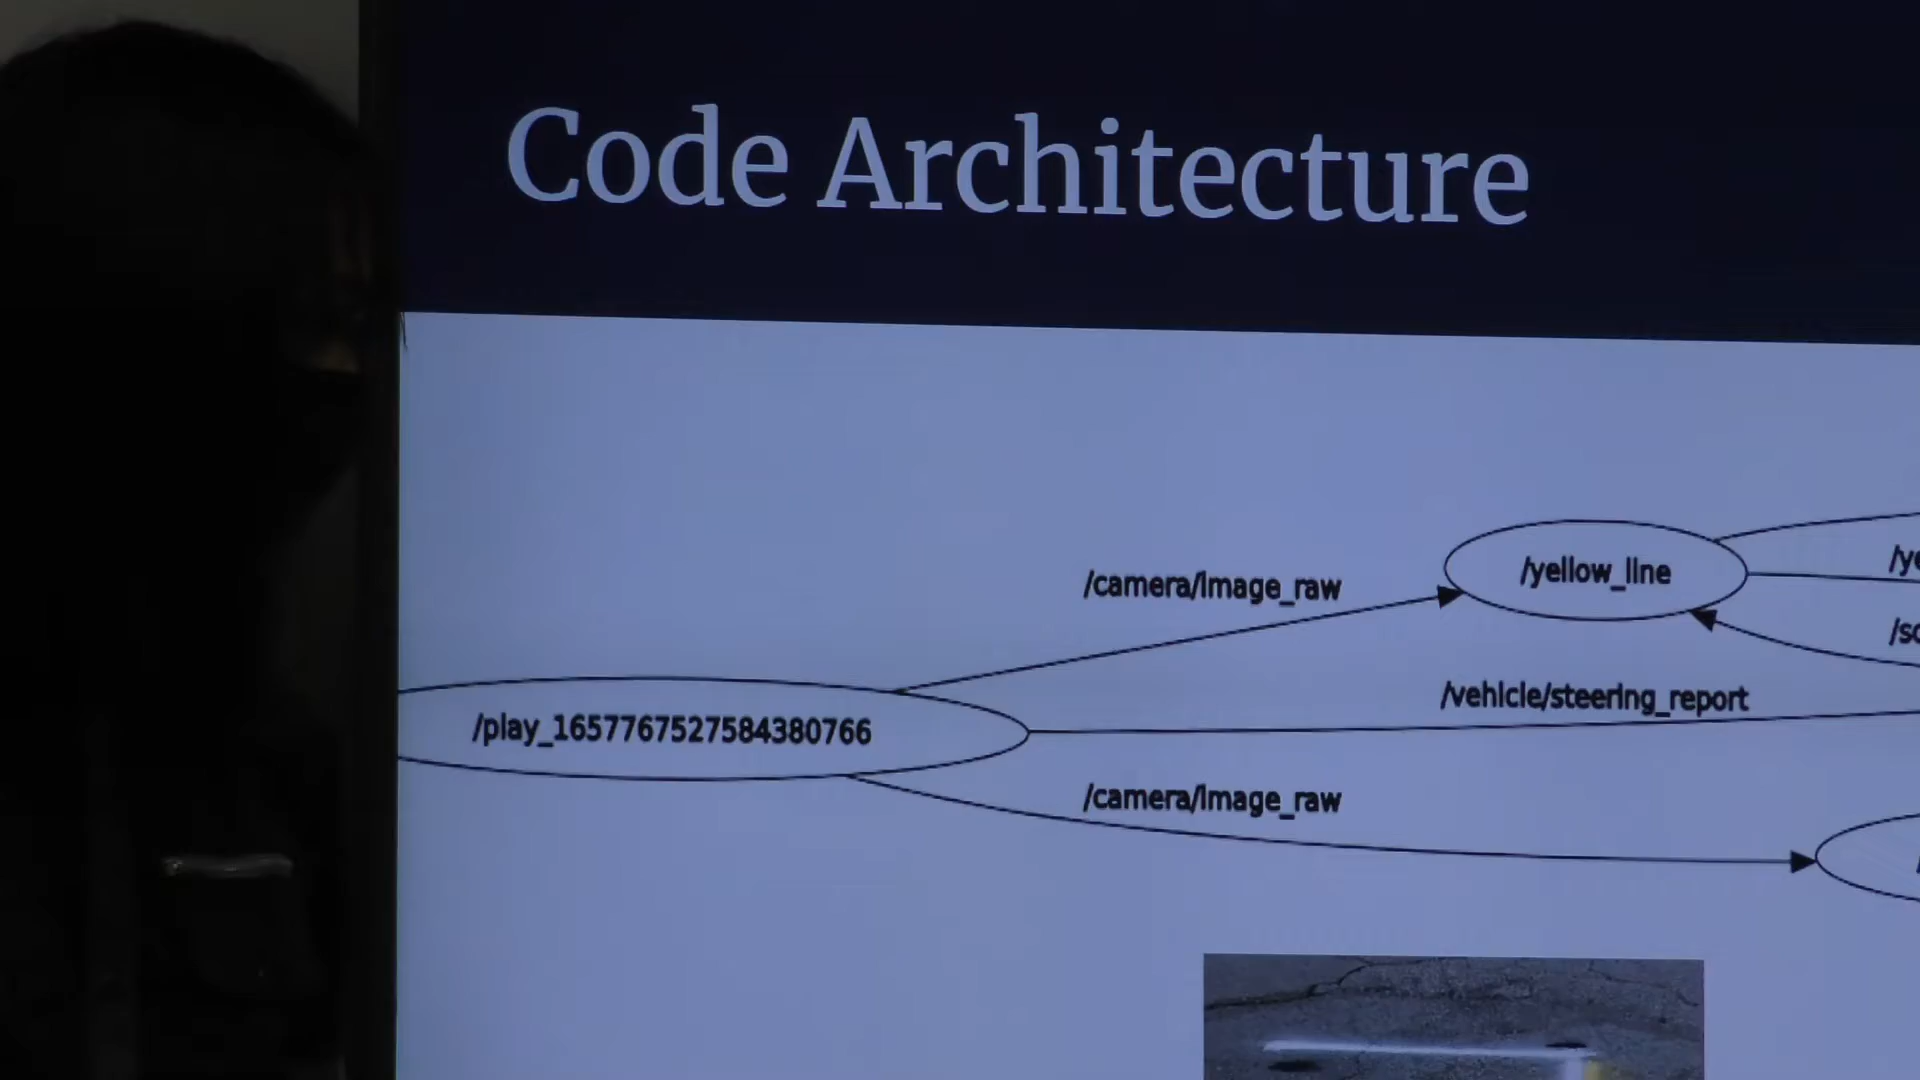 Code Architecture
/camera/image_raw
/yellow_line
/vehicle/steering_report
/play_1657767527584380766
/camera/image_raw